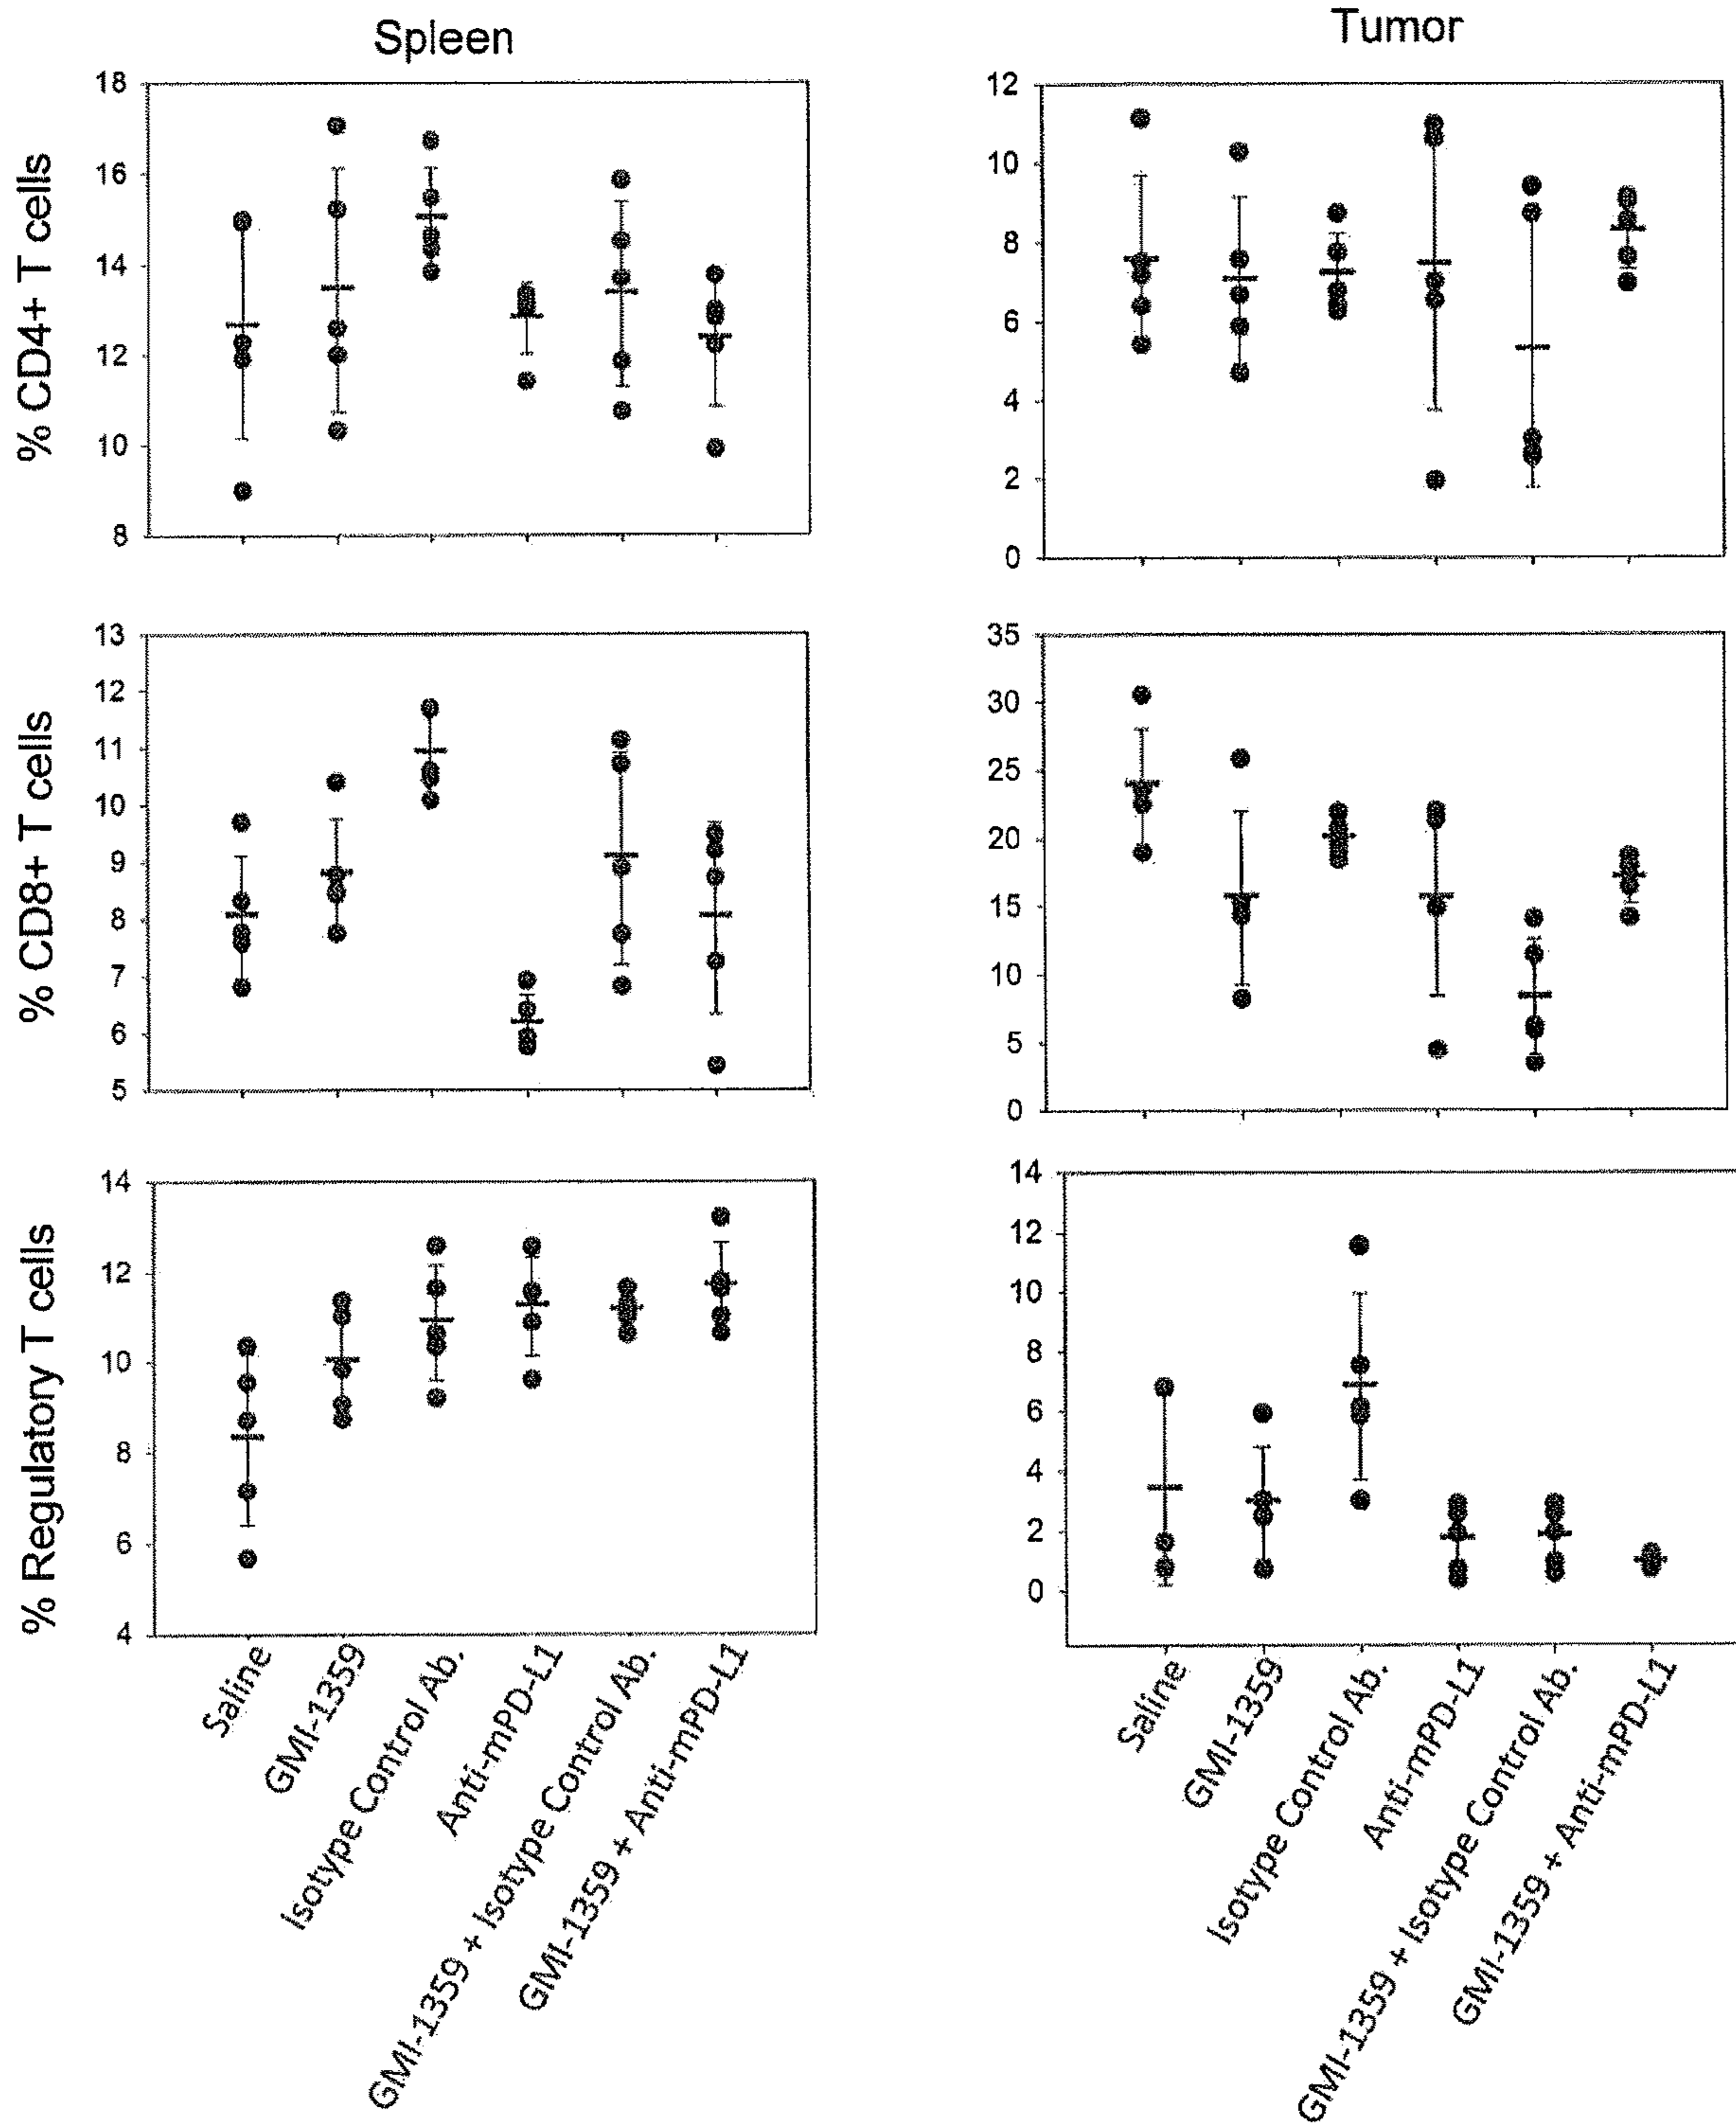 Spleen
Tumor
% CD4+ T cells
18
16
14
12
10
8
12
10
8
6
4
2
0
% CD8+ T cells
13
12
11
10
9
8
7
6
5
35
30
25
20
15
10
5
0
% Regulatory T cells
14
12
10
8
6
4
14
12
10
8
6
4
2
0
Saline
GMI-1359
Isotype Control Ab.
Anti-mPD-L1
GMI-1359 + Isotype Control Ab.
GMI-1359 + Anti-mPD-L1
Saline
GMI-1359
Isotype Control Ab.
Anti-mPD-L1
GMI-1359 + Isotype Control Ab.
GMI-1359 + Anti-mPD-L1